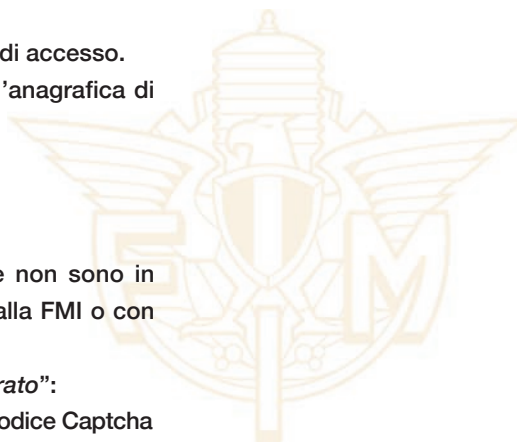 di accesso.
’anagrafica di
e non sono in
alla FMI o con
rato”:
odice Captcha
F M